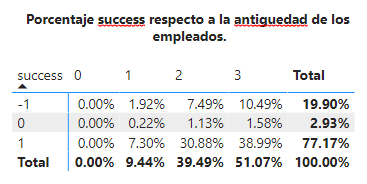 Porcentaje success respecto a la antiguedad de los
empleados.
success 0 1 2 3 Total
-1 0.00% 1.92% 7.49% 10.49% 19.90%
0 0.00% 0.22% 1.13% 1.58% 2.93%
1 0.00% 7.30% 30.88% 38.99% 77.17%
Total 0.00% 9.44% 39.49% 51.07% 100.00%